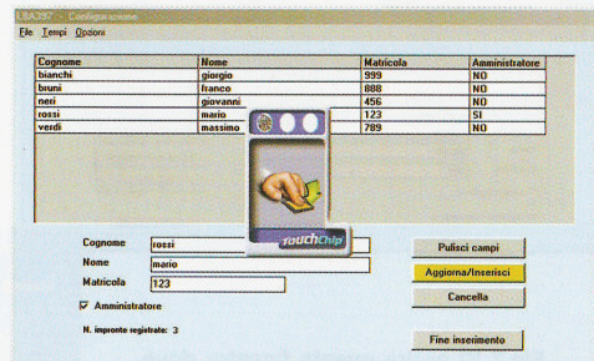 LSA397 - Configurazione
File Tempi Opzioni
Cognome Nome Matricola Amministratore
bianchi giorgio 999 NO
bruni franco 888 NO
neri giovanni 456 NO
rossi mario 123 SI
verdi massimo 789 NO
TouchChip
Cognome rossi
Pulisci campi
Nome mario
Aggiorna/Inserisci
Matricola 123
Cancella
Amministratore
N. impronte registrate: 3
Fine inserimento